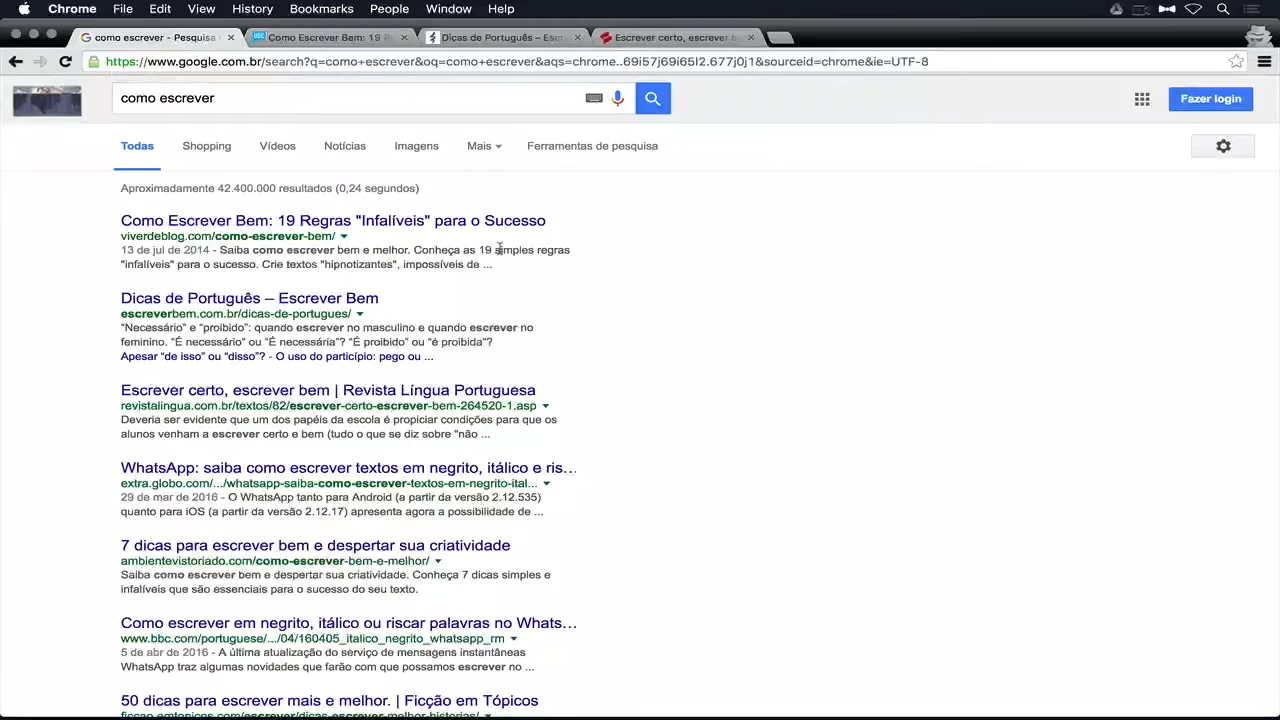 Chrome File Edit View History Bookmarks People Window Help
como escrever - Pesquisa
Como Escrever Bem: 19 R
Dicas de Português – Escr
Escrever certo, escrever b
https://www.google.com.br/search?q=como+escrever&oq=como+escrever&aqs=chrome..69i57j69i65l2.677j0j1&sourceid=chrome&ie=UTF-8
como escrever
Fazer login
Todas Shopping Vídeos Notícias Imagens Mais Ferramentas de pesquisa
Aproximadamente 42.400.000 resultados (0,24 segundos)
Como Escrever Bem: 19 Regras "Infalíveis" para o Sucesso
viverdeblog.com/como-escrever-bem/
13 de jul de 2014 - Saiba como escrever bem e melhor. Conheça as 19 simples regras
"infalíveis" para o sucesso. Crie textos "hipnotizantes", impossíveis de ...
Dicas de Português – Escrever Bem
escreverbem.com.br/dicas-de-portugues/
"Necessário" e "proibido": quando escrever no masculino e quando escrever no
feminino. "É necessário" ou "É necessária"? "É proibido" ou "é proibida"?
Apesar "de isso" ou "disso"? - O uso do particípio: pego ou ...
Escrever certo, escrever bem | Revista Língua Portuguesa
revistalingua.com.br/textos/82/escrever-certo-escrever-bem-264520-1.asp
Deveria ser evidente que um dos papéis da escola é propiciar condições para que os
alunos venham a escrever certo e bem (tudo o que se diz sobre "não ...
WhatsApp: saiba como escrever textos em negrito, itálico e ris...
extra.globo.com/.../whatsapp-saiba-como-escrever-textos-em-negrito-ital...
29 de mar de 2016 - O WhatsApp tanto para Android (a partir da versão 2.12.535)
quanto para iOS (a partir da versão 2.12.17) apresenta agora a possibilidade de ...
7 dicas para escrever bem e despertar sua criatividade
ambientevistoriado.com/como-escrever-bem-e-melhor/
Saiba como escrever bem e despertar sua criatividade. Conheça 7 dicas simples e
infalíveis que são essenciais para o sucesso do seu texto.
Como escrever em negrito, itálico ou riscar palavras no Whats...
www.bbc.com/portuguese/.../04/160405_italico_negrito_whatsapp_rm
5 de abr de 2016 - A última atualização do serviço de mensagens instantâneas
WhatsApp traz algumas novidades que farão com que possamos escrever no ...
50 dicas para escrever mais e melhor. | Ficção em Tópicos
ficcao.emtopicos.com/escrever/dicas-escrever-melhor-historias/